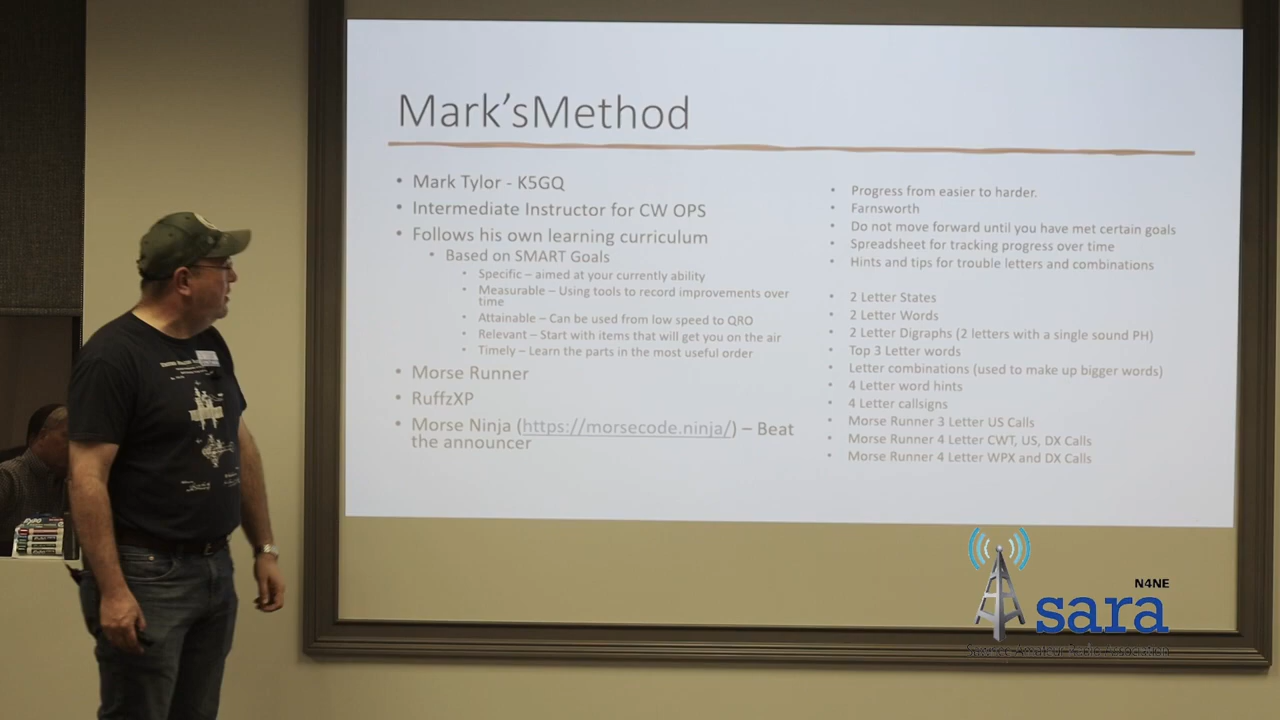 Mark'sMethod
• Mark Tylor - K5GQ
• Intermediate Instructor for CW OPS
• Follows his own learning curriculum
• Based on SMART Goals
• Specific – aimed at your currently ability
• Measurable – Using tools to record improvements over
time
• Attainable – Can be used from low speed to QRO
• Relevant – Start with items that will get you on the air
• Timely – Learn the parts in the most useful order
• Morse Runner
• RuffzXP
• Morse Ninja (https://morsecode.ninja/) – Beat
the announcer
• Progress from easier to harder.
• Farnsworth
• Do not move forward until you have met certain goals
• Spreadsheet for tracking progress over time
• Hints and tips for trouble letters and combinations
• 2 Letter States
• 2 Letter Words
• 2 Letter Digraphs (2 letters with a single sound PH)
• Top 3 Letter words
• Letter combinations (used to make up bigger words)
• 4 Letter word hints
• 4 Letter callsigns
• Morse Runner 3 Letter US Calls
• Morse Runner 4 Letter CWT, US, DX Calls
• Morse Runner 4 Letter WPX and DX Calls
N4NE
sara
Amateur Radio Association